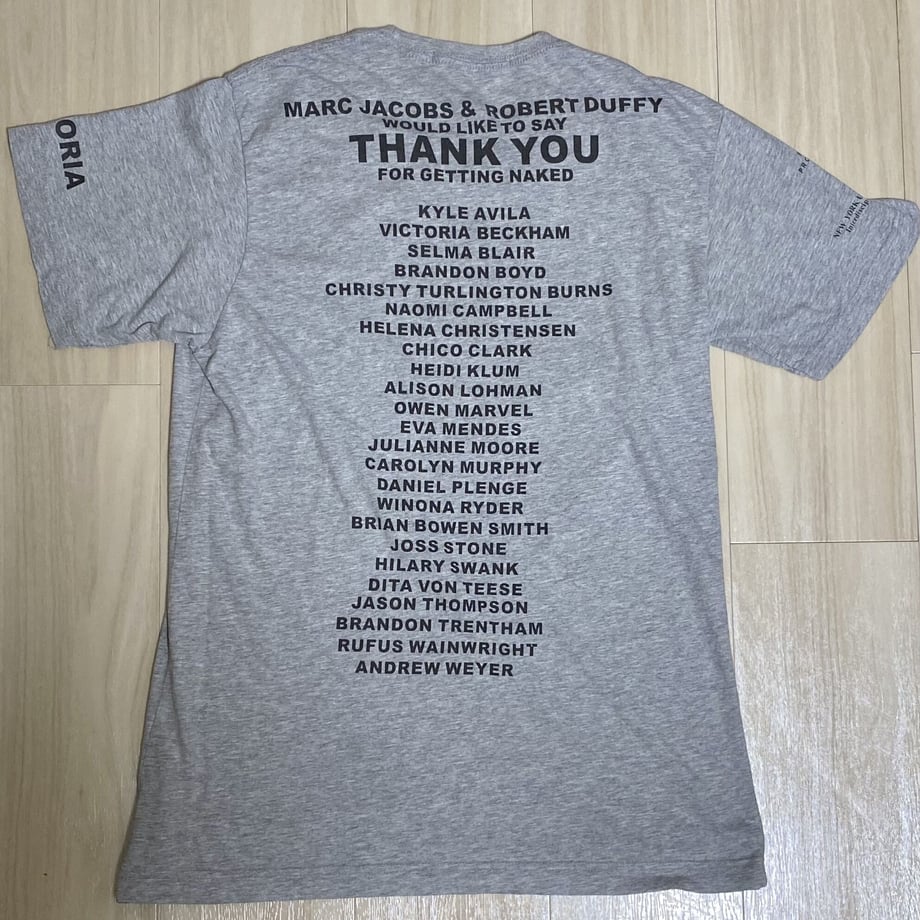 MARC JACOBS & ROBERT DUFFY
WOULD LIKE TO SAY
THANK YOU
FOR GETTING NAKED
KYLE AVILA
VICTORIA BECKHAM
SELMA BLAIR
BRANDON BOYD
CHRISTY TURLINGTON BURNS
NAOMI CAMPBELL
HELENA CHRISTENSEN
CHICO CLARK
HEIDI KLUM
ALISON LOHMAN
OWEN MARVEL
EVA MENDES
JULIANNE MOORE
CAROLYN MURPHY
DANIEL PLENGE
WINONA RYDER
BRIAN BOWEN SMITH
JOSS STONE
HILARY SWANK
DITA VON TEESE
JASON THOMPSON
BRANDON TRENTHAM
RUFUS WAINWRIGHT
ANDREW WEYER
ORIA
NEW YORK